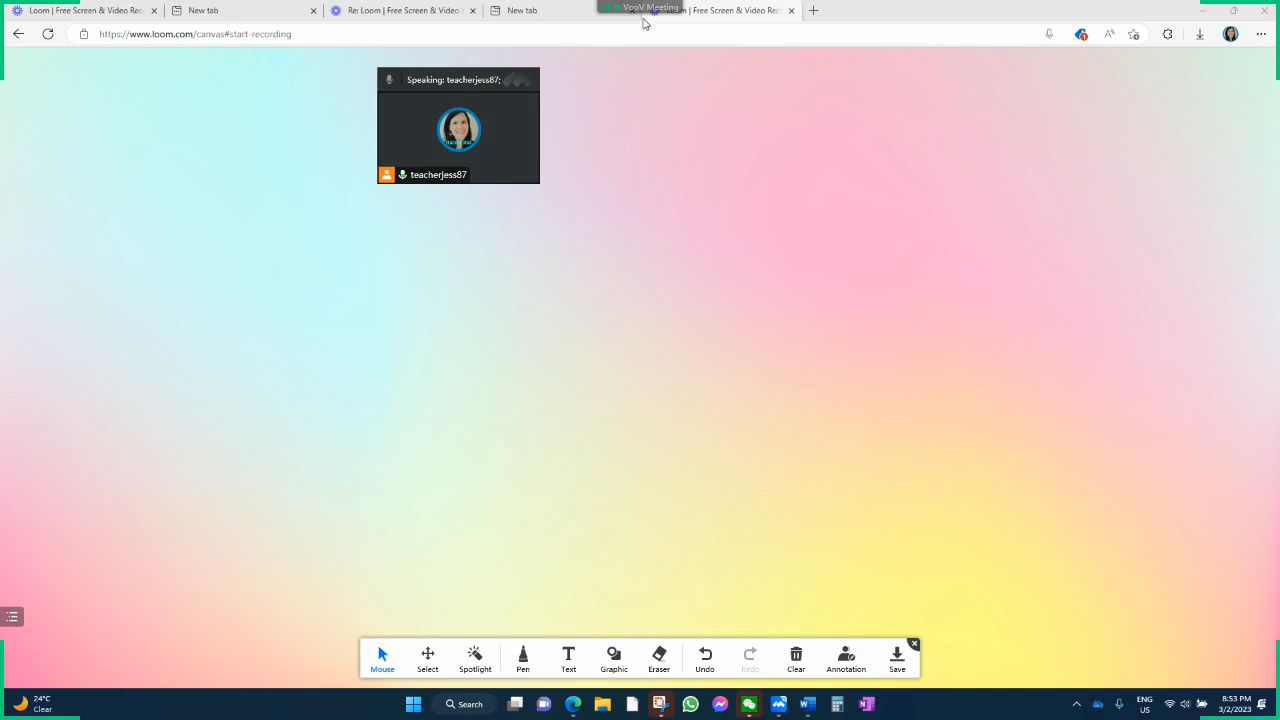 Loom | Free Screen & Video Rec
New tab
Re: Loom | Free Screen & Video
New tab
VooV Meeting
| Free Screen & Video Rec
https://www.loom.com/canvas#start-recording
Speaking: teacherjess87;
teacherjess87
Mouse
Select
Spotlight
Pen
Text
Graphic
Eraser
Undo
Redo
Clear
Annotation
Save
24°C
Clear
Search
ENG
US
8:53 PM
3/2/2023